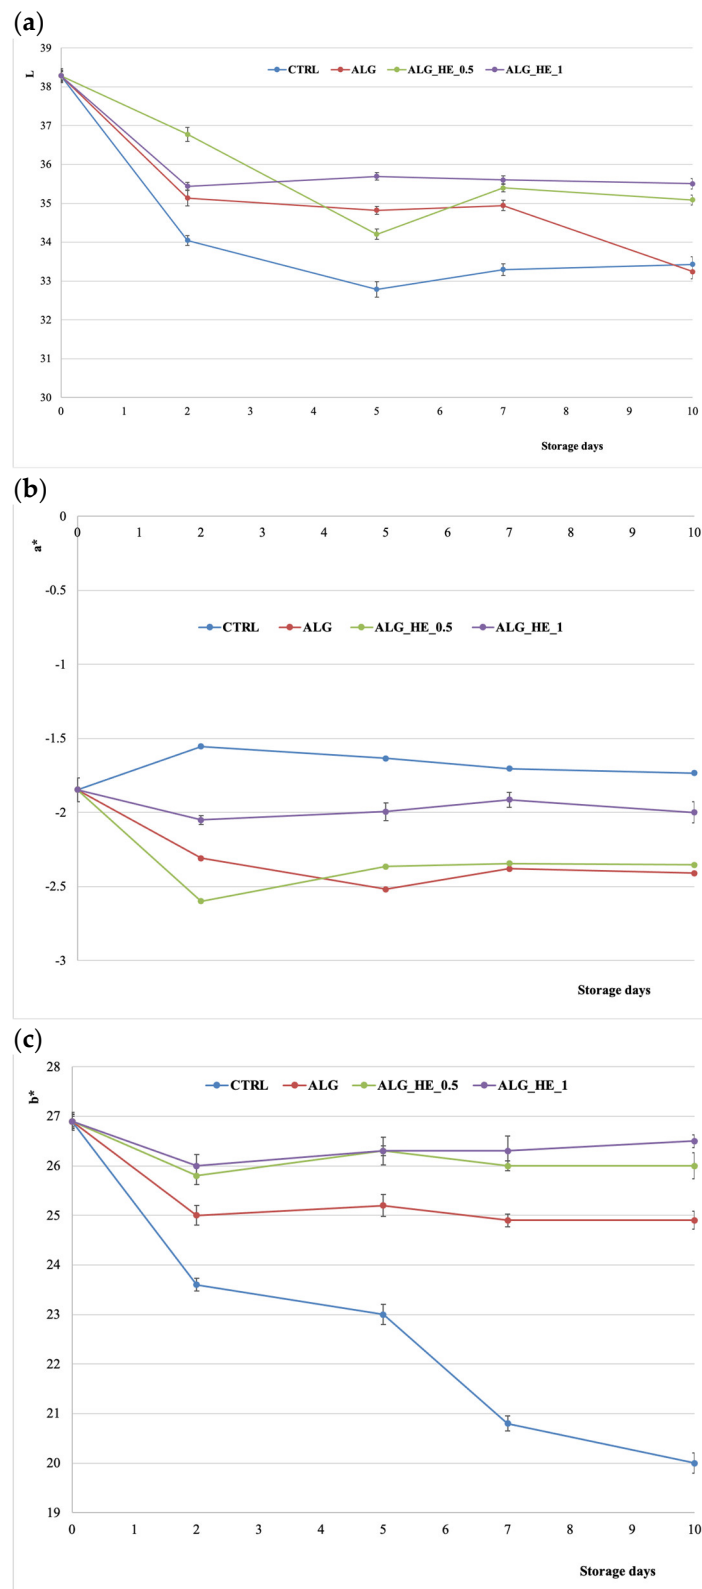 (a)
39
L
CTRL ALG ALG_HE_0.5 ALG_HE_1
38
37
36
35
34
33
32
31
30
0 1 2 3 4 5 6 7 8 9 10
Storage days
(b)
0
0 1 2 3 4 5 6 7 8 9 10
a*
-0.5
CTRL ALG ALG_HE_0.5 ALG_HE_1
-1
-1.5
-2
-2.5
-3
Storage days
(c)
28
b*
CTRL ALG ALG_HE_0.5 ALG_HE_1
27
26
25
24
23
22
21
20
19
0 1 2 4 5 6 7 8 10
Storage days